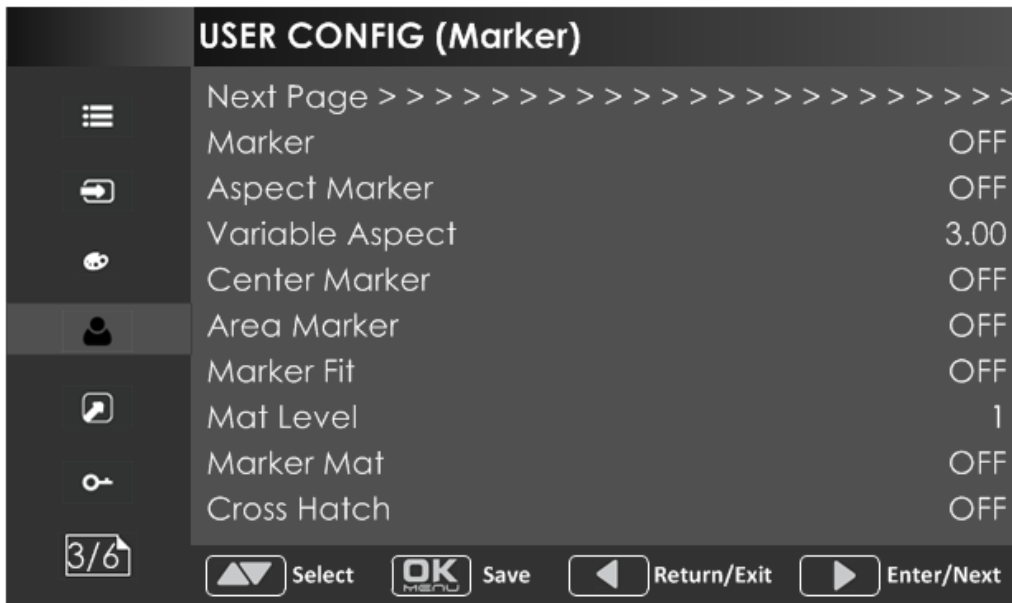 USER CONFIG (Marker)
Next Page > > > > > > > > > > > > > > > > > > > > > > >
Marker OFF
Aspect Marker OFF
Variable Aspect 3.00
Center Marker OFF
Area Marker OFF
Marker Fit OFF
Mat Level 1
Marker Mat OFF
Cross Hatch OFF
3/6
Select OK MENU Save Return/Exit Enter/Next